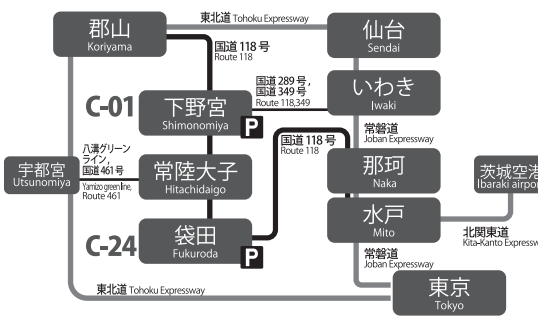 東北道 Tohoku Expressway
郡山
Koriyama
仙台
Sendai
国道 118 号
Route 118
国道 289 号 ,
国道 349 号
Route 118,349
いわき
Iwaki
C-01
下野宮
Shimonomiya
P
常磐道
Joban Expressway
国道 118 号
Route 118
八溝グリーン
ライン,
国道 461号
Yamizo green line,
Route 461
宇都宮
Utsunomiya
常陸大子
Hitachidaigo
那珂
Naka
茨城空港
Ibaraki airpor
水戸
Mito
C-24
袋田
Fukuroda
P
北関東道
Kita-Kanto Expressw
常磐道
Joban Expressway
東北道 Tohoku Expressway
東京
Tokyo